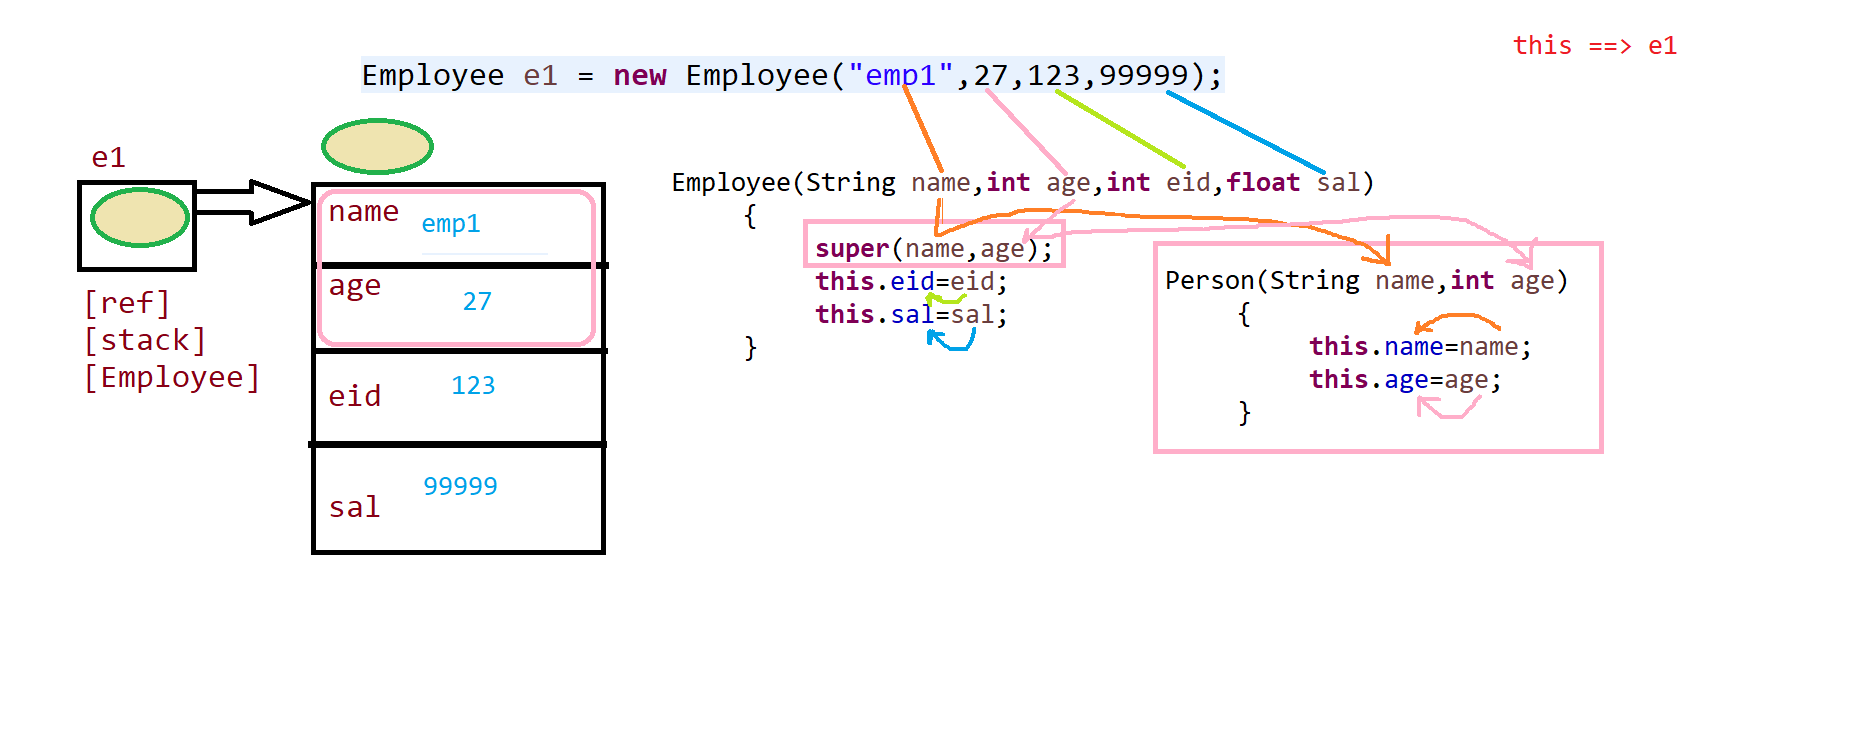 this ==> e1
Employee e1 = new Employee("emp1",27,123,99999);
e1
[ref]
[stack]
[Employee]
name emp1
age 27
eid 123
sal 99999
Employee(String name,int age,int eid,float sal)
{
super(name,age);
this.eid=eid;
this.sal=sal;
}
Person(String name,int age)
{
this.name=name;
this.age=age;
}